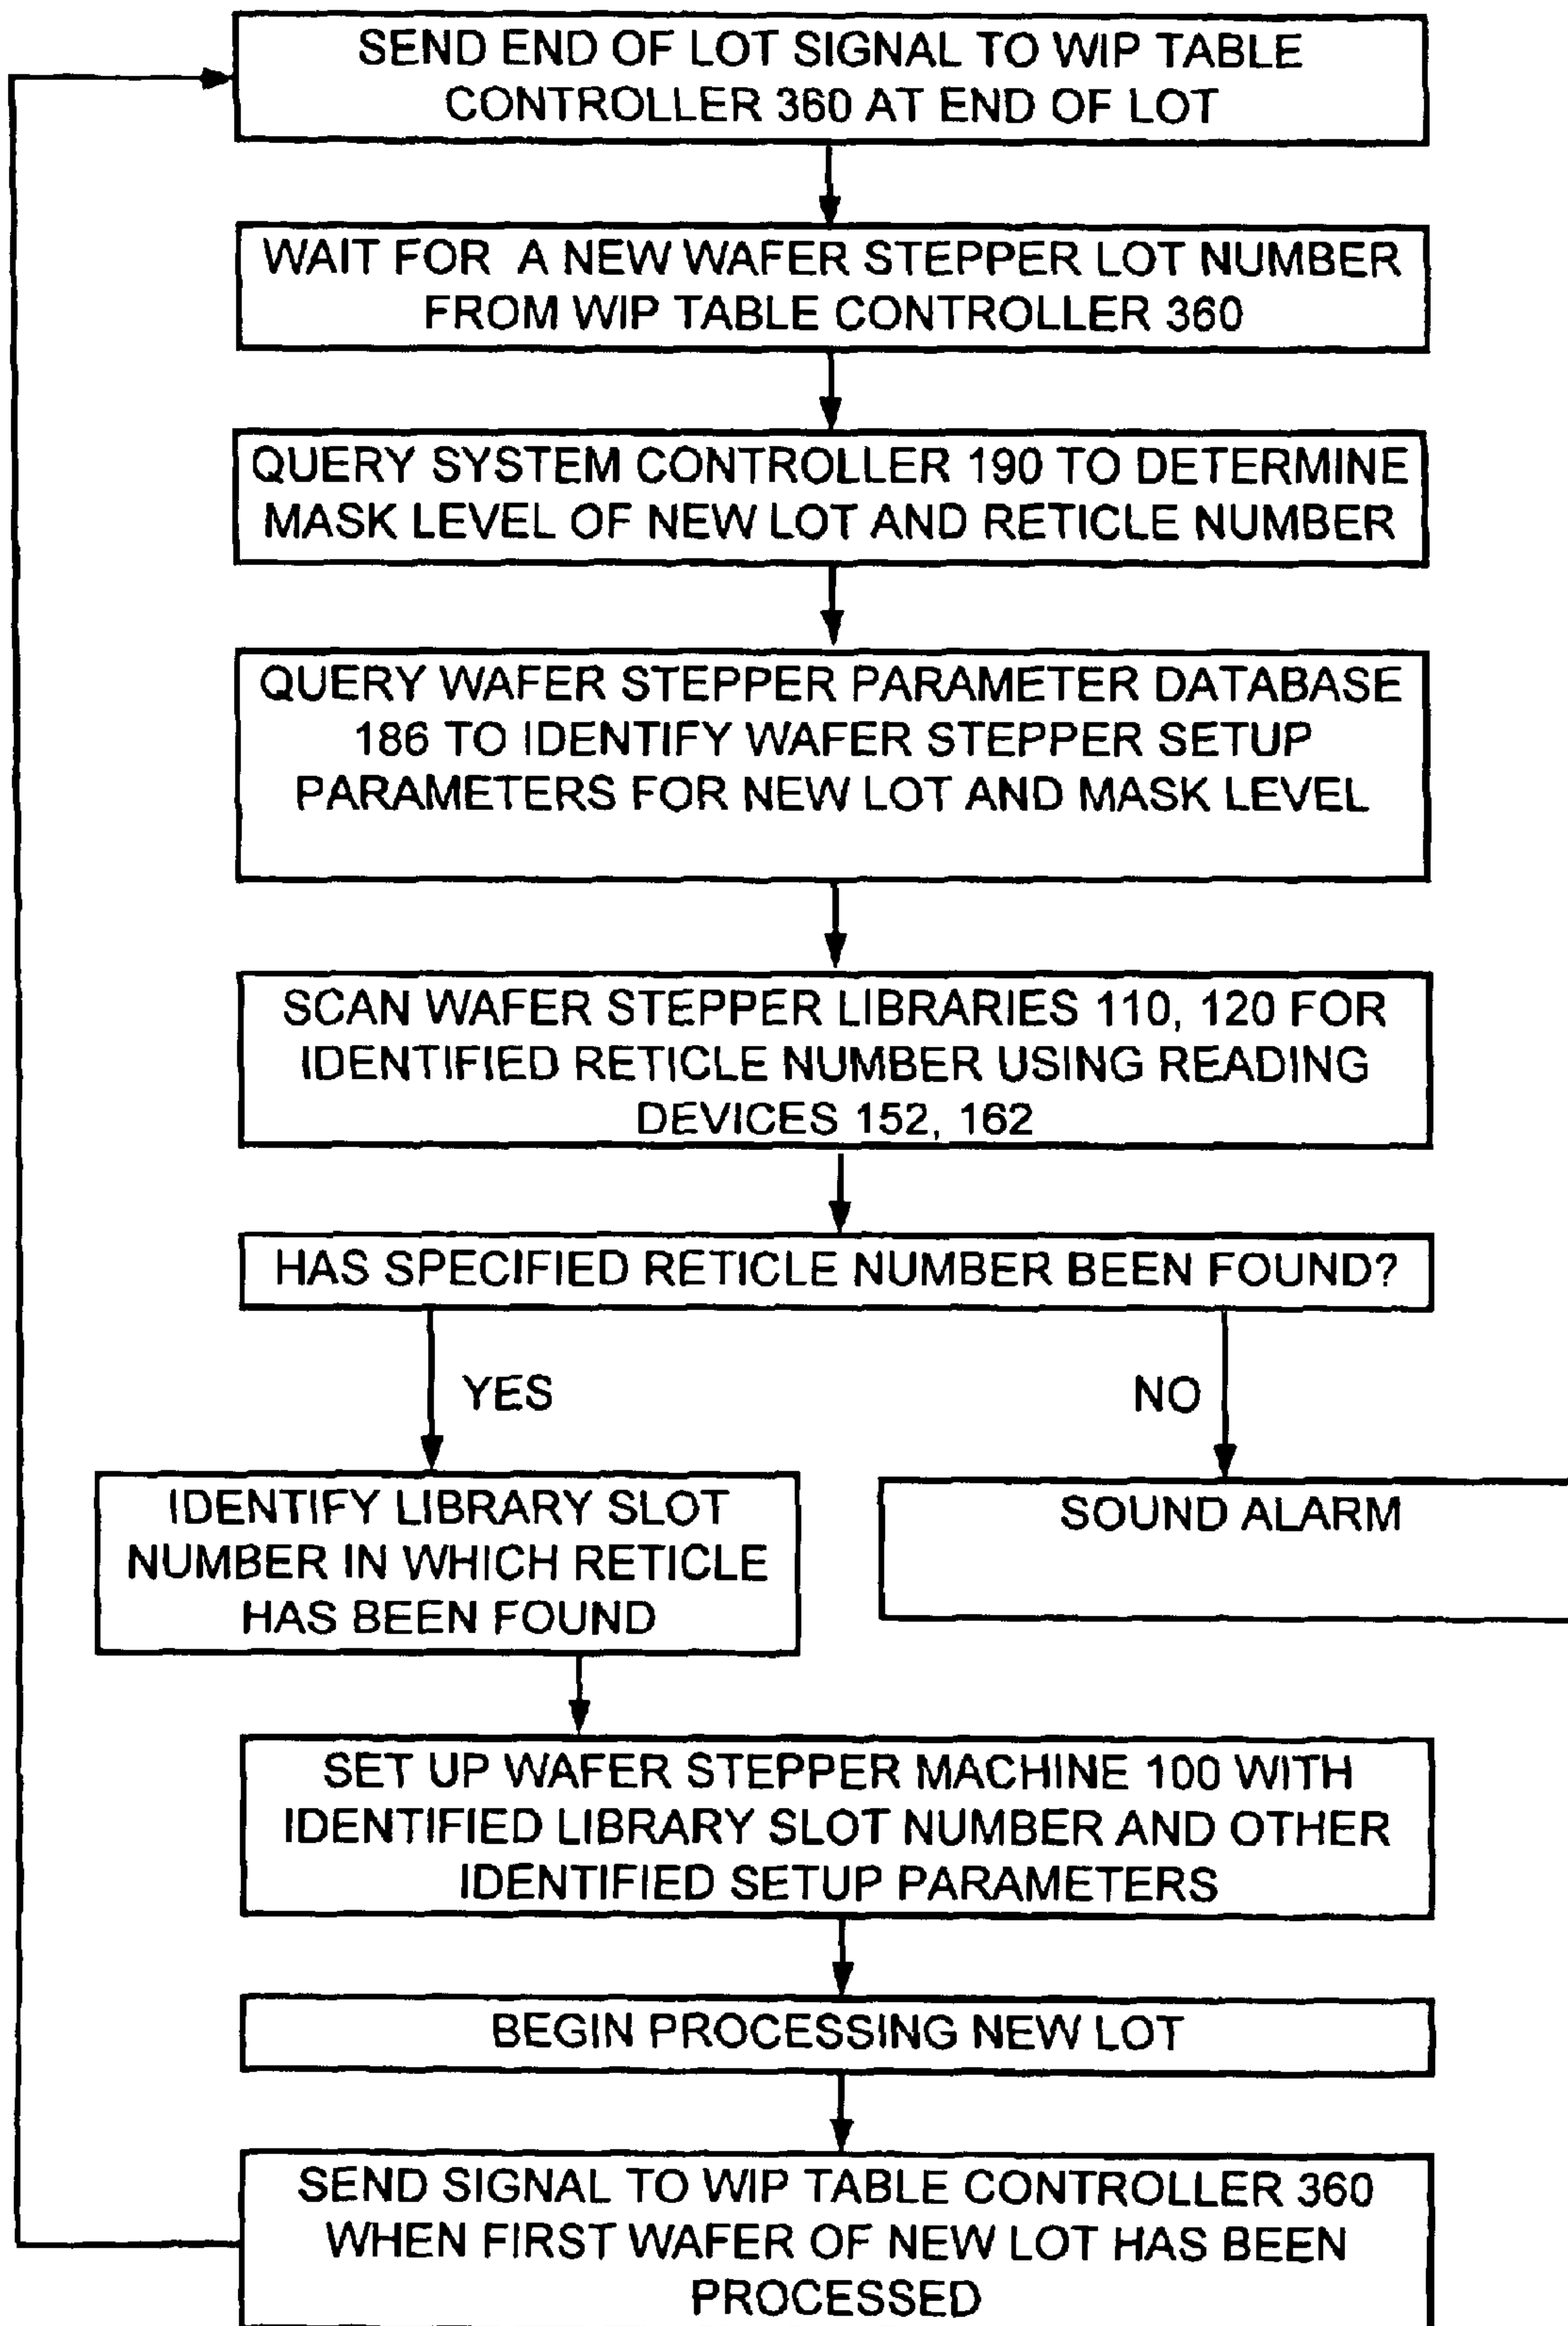 SEND END OF LOT SIGNAL TO WIP TABLE
CONTROLLER 360 AT END OF LOT
WAIT FOR A NEW WAFER STEPPER LOT NUMBER
FROM WIP TABLE CONTROLLER 360
QUERY SYSTEM CONTROLLER 190 TO DETERMINE
MASK LEVEL OF NEW LOT AND RETICLE NUMBER
QUERY WAFER STEPPER PARAMETER DATABASE
186 TO IDENTIFY WAFER STEPPER SETUP
PARAMETERS FOR NEW LOT AND MASK LEVEL
SCAN WAFER STEPPER LIBRARIES 110, 120 FOR
IDENTIFIED RETICLE NUMBER USING READING
DEVICES 152, 162
HAS SPECIFIED RETICLE NUMBER BEEN FOUND?
YES
NO
IDENTIFY LIBRARY SLOT
NUMBER IN WHICH RETICLE
HAS BEEN FOUND
SOUND ALARM
SET UP WAFER STEPPER MACHINE 100 WITH
IDENTIFIED LIBRARY SLOT NUMBER AND OTHER
IDENTIFIED SETUP PARAMETERS
BEGIN PROCESSING NEW LOT
SEND SIGNAL TO WIP TABLE CONTROLLER 360
WHEN FIRST WAFER OF NEW LOT HAS BEEN
PROCESSED